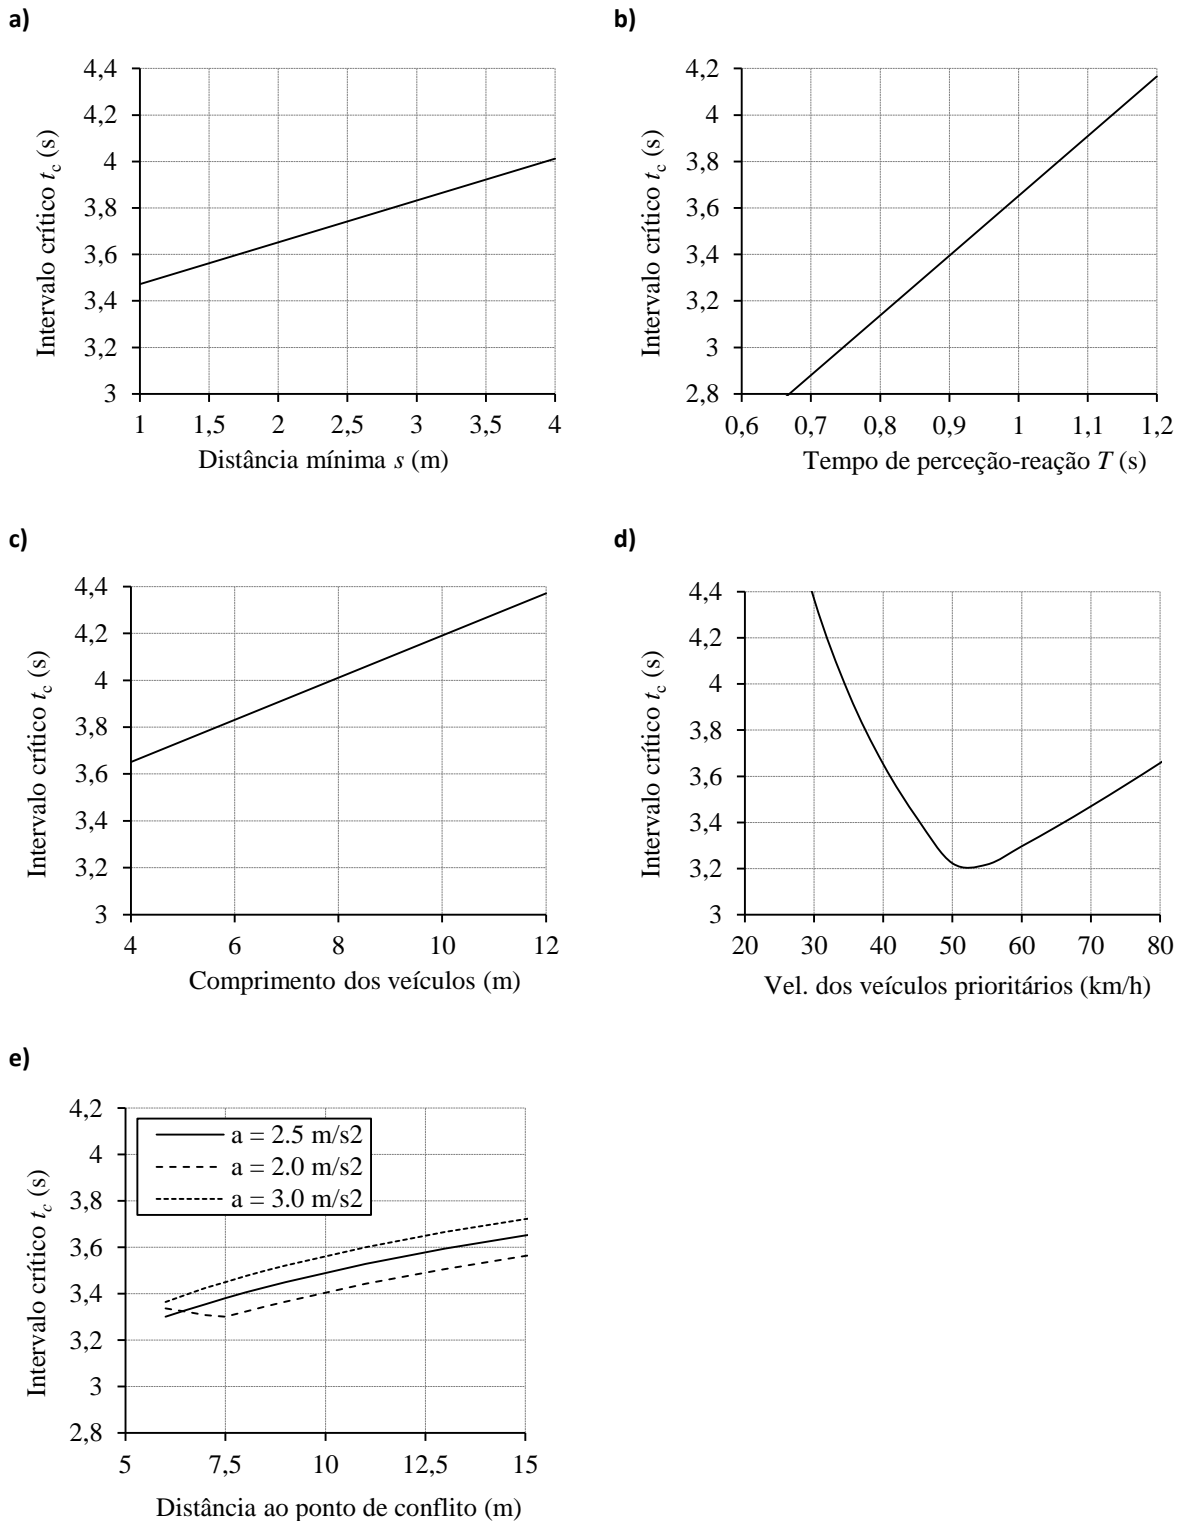 a)
4,4
4,2
4
3,8
3,6
3,4
3,2
3
Intervalo crítico tc (s)
1 1,5 2 2,5 3 3,5 4
Distância mínima s (m)
b)
4,2
4
3,8
3,6
3,4
3,2
3
2,8
Intervalo crítico tc (s)
0,6 0,7 0,8 0,9 1 1,1 1,2
Tempo de perceção-reação T (s)
c)
4,4
4,2
4
3,8
3,6
3,4
3,2
3
Intervalo crítico tc (s)
4 6 8 10 12
Comprimento dos veículos (m)
d)
4,4
4,2
4
3,8
3,6
3,4
3,2
3
Intervalo crítico tc (s)
20 30 40 50 60 70 80
Vel. dos veículos prioritários (km/h)
e)
4,2
4
3,8
3,6
3,4
3,2
3
2,8
Intervalo crítico tc (s)
a = 2.5 m/s2
a = 2.0 m/s2
a = 3.0 m/s2
5 7,5 10 12,5 15
Distância ao ponto de conflito (m)